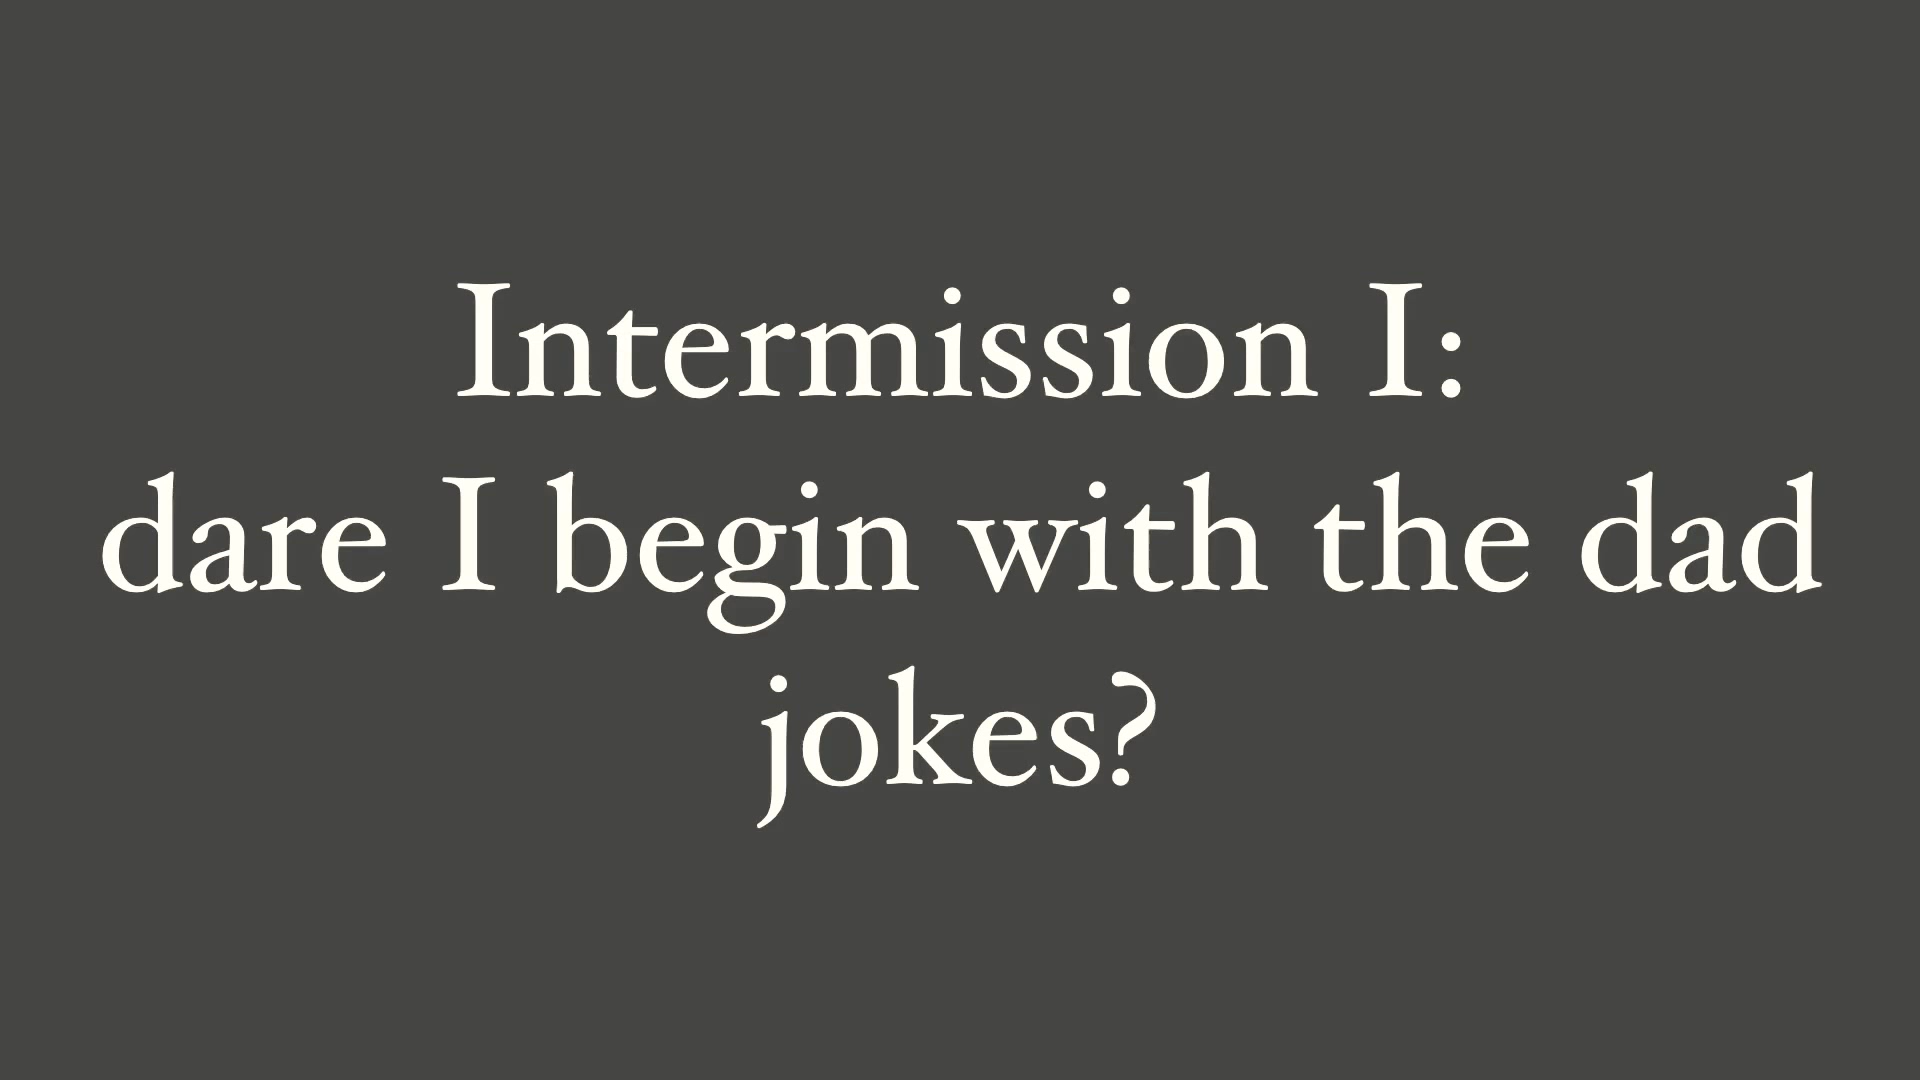 Intermission I:
dare I begin with the dad
jokes?